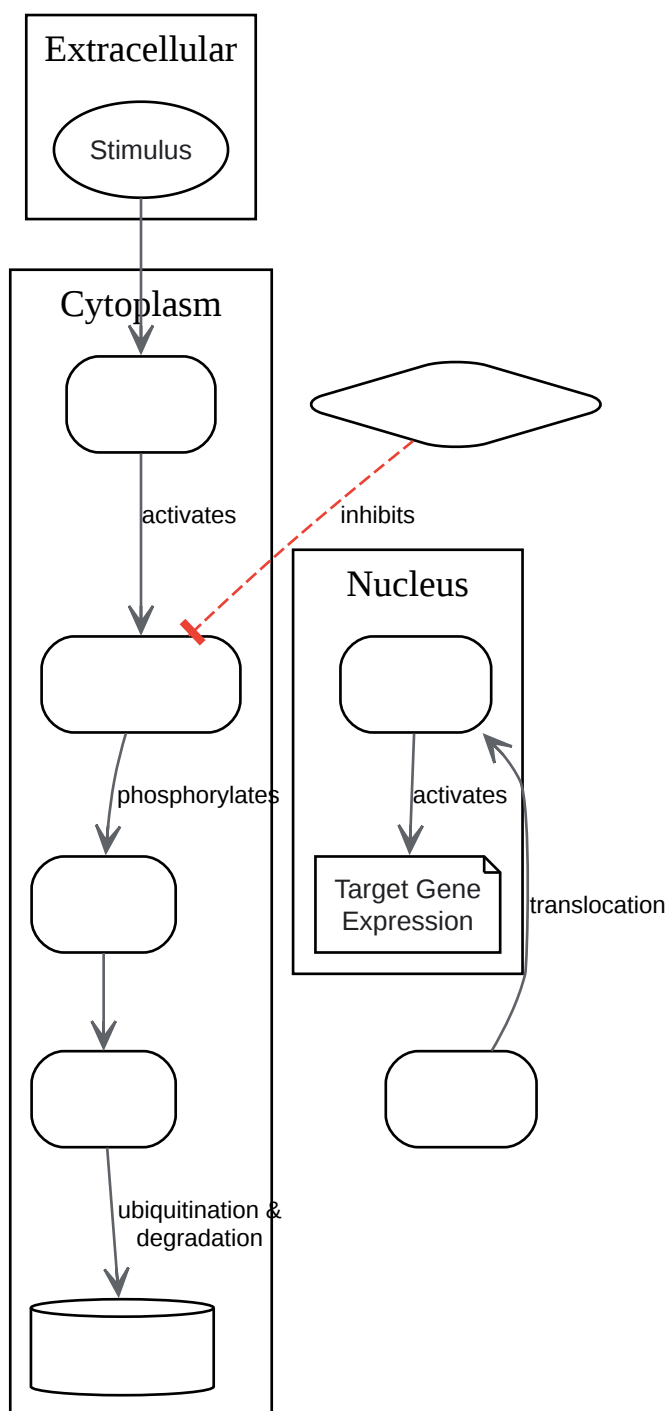 Extracellular
Stimulus
Cytoplasm
activates
inhibits
Nucleus
phosphorylates
activates
Target Gene
Expression
translocation
ubiquitination &
degradation